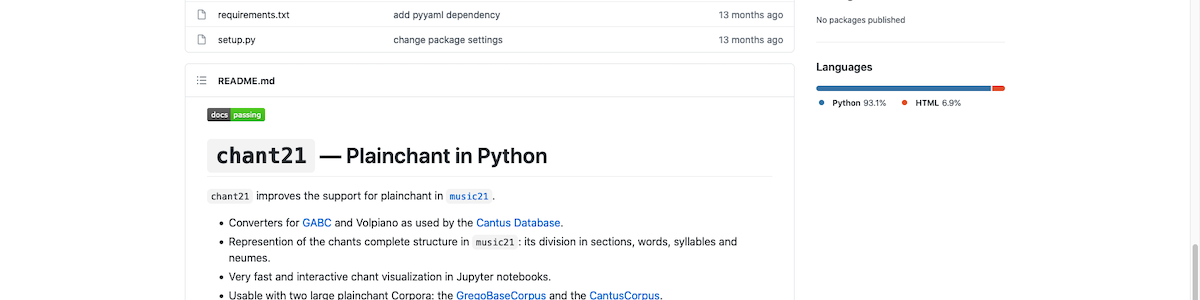 requirements.txt add pyyaml dependency 13 months ago
No packages published
setup.py change package settings 13 months ago
Languages
README.md
Python 93.1% HTML 6.9%
docs passing
chant21 — Plainchant in Python
chant21 improves the support for plainchant in music21.
Converters for GABC and Volpiano as used by the Cantus Database.
Represention of the chants complete structure in music21: its division in sections, words, syllables and
neumes.
Very fast and interactive chant visualization in Jupyter notebooks.
Usable with two large plainchant Corpora: the GregoBaseCorpus and the CantusCorpus.